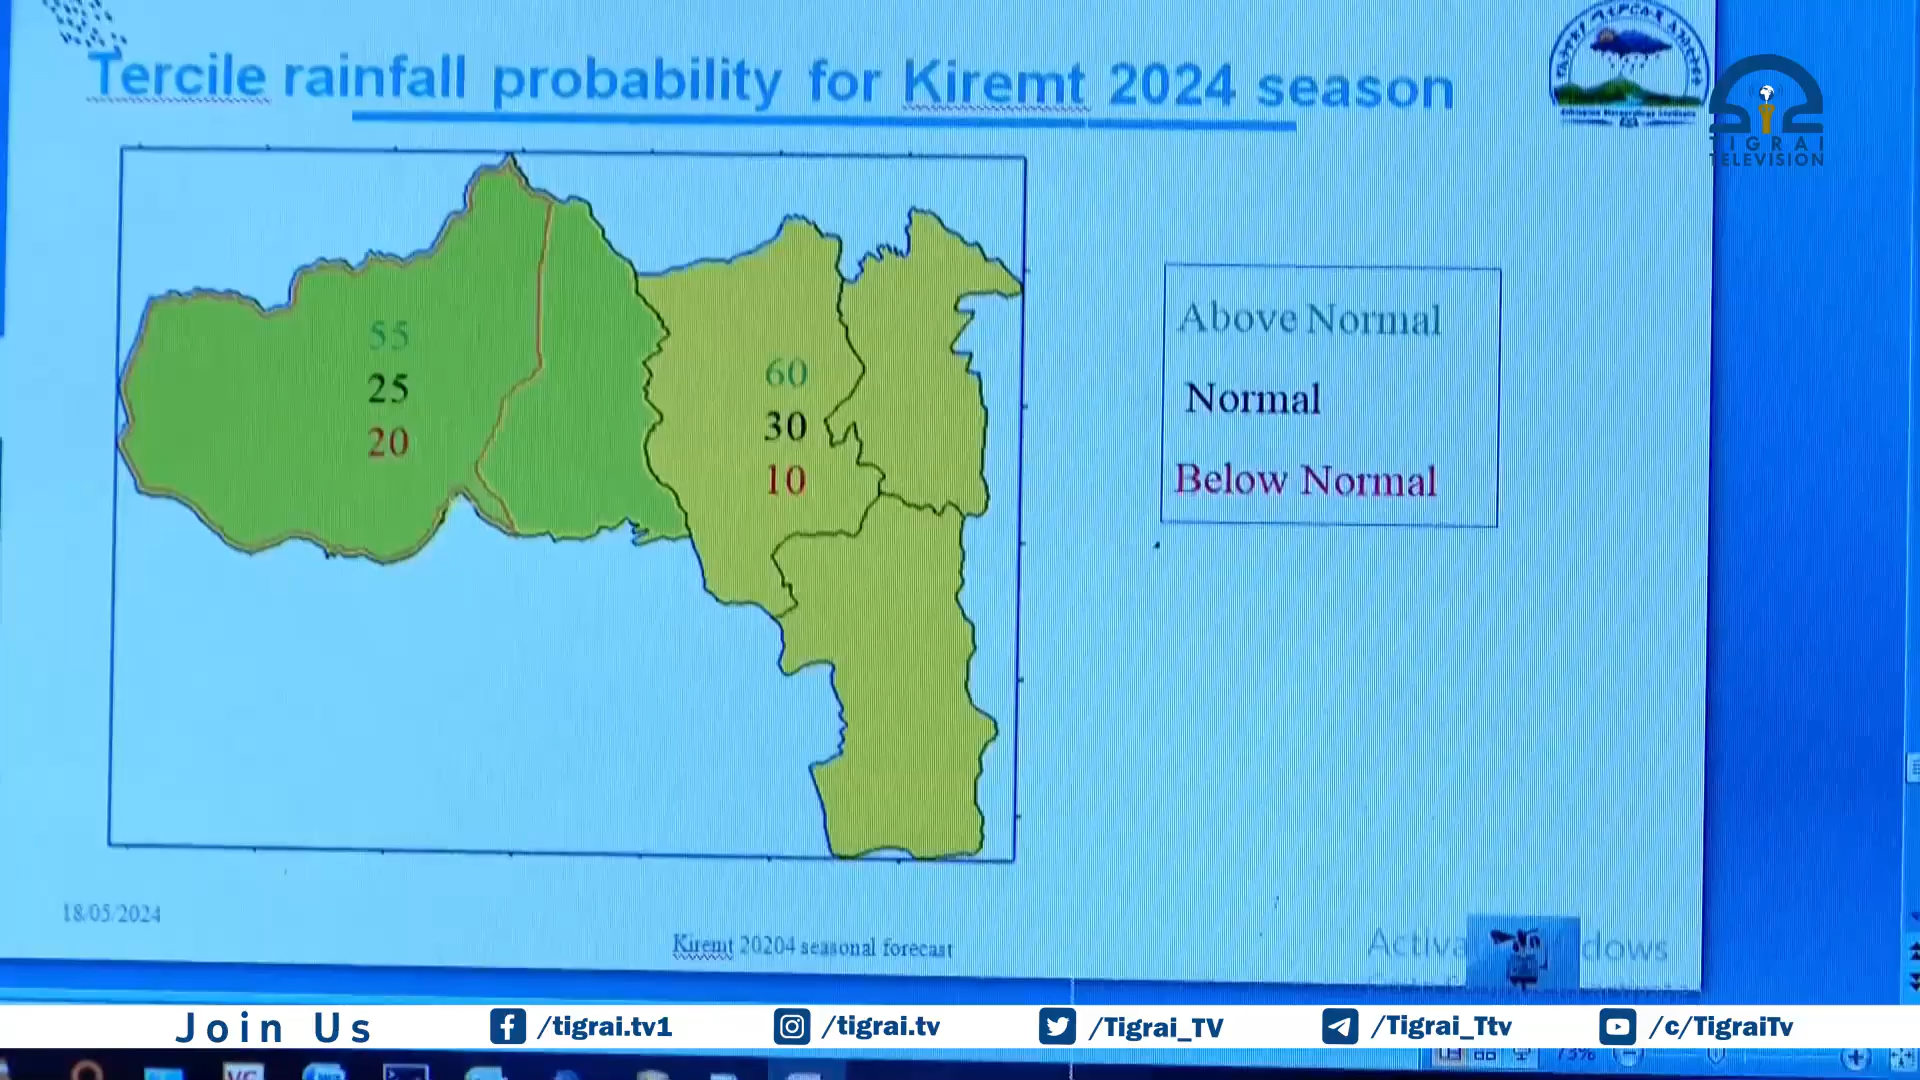 Tercile rainfall probability for Kiremt 2024 season
TIGRAI
TELEVISION
55
25
20
60
30
10
Above Normal
Normal
Below Normal
18/05/2024
Kiremt 20204 seasonal forecast
Join Us
/tigrai.tv1
/tigrai.tv
/Tigrai_TV
/Tigrai_Ttv
/c/TigraiTv
73%